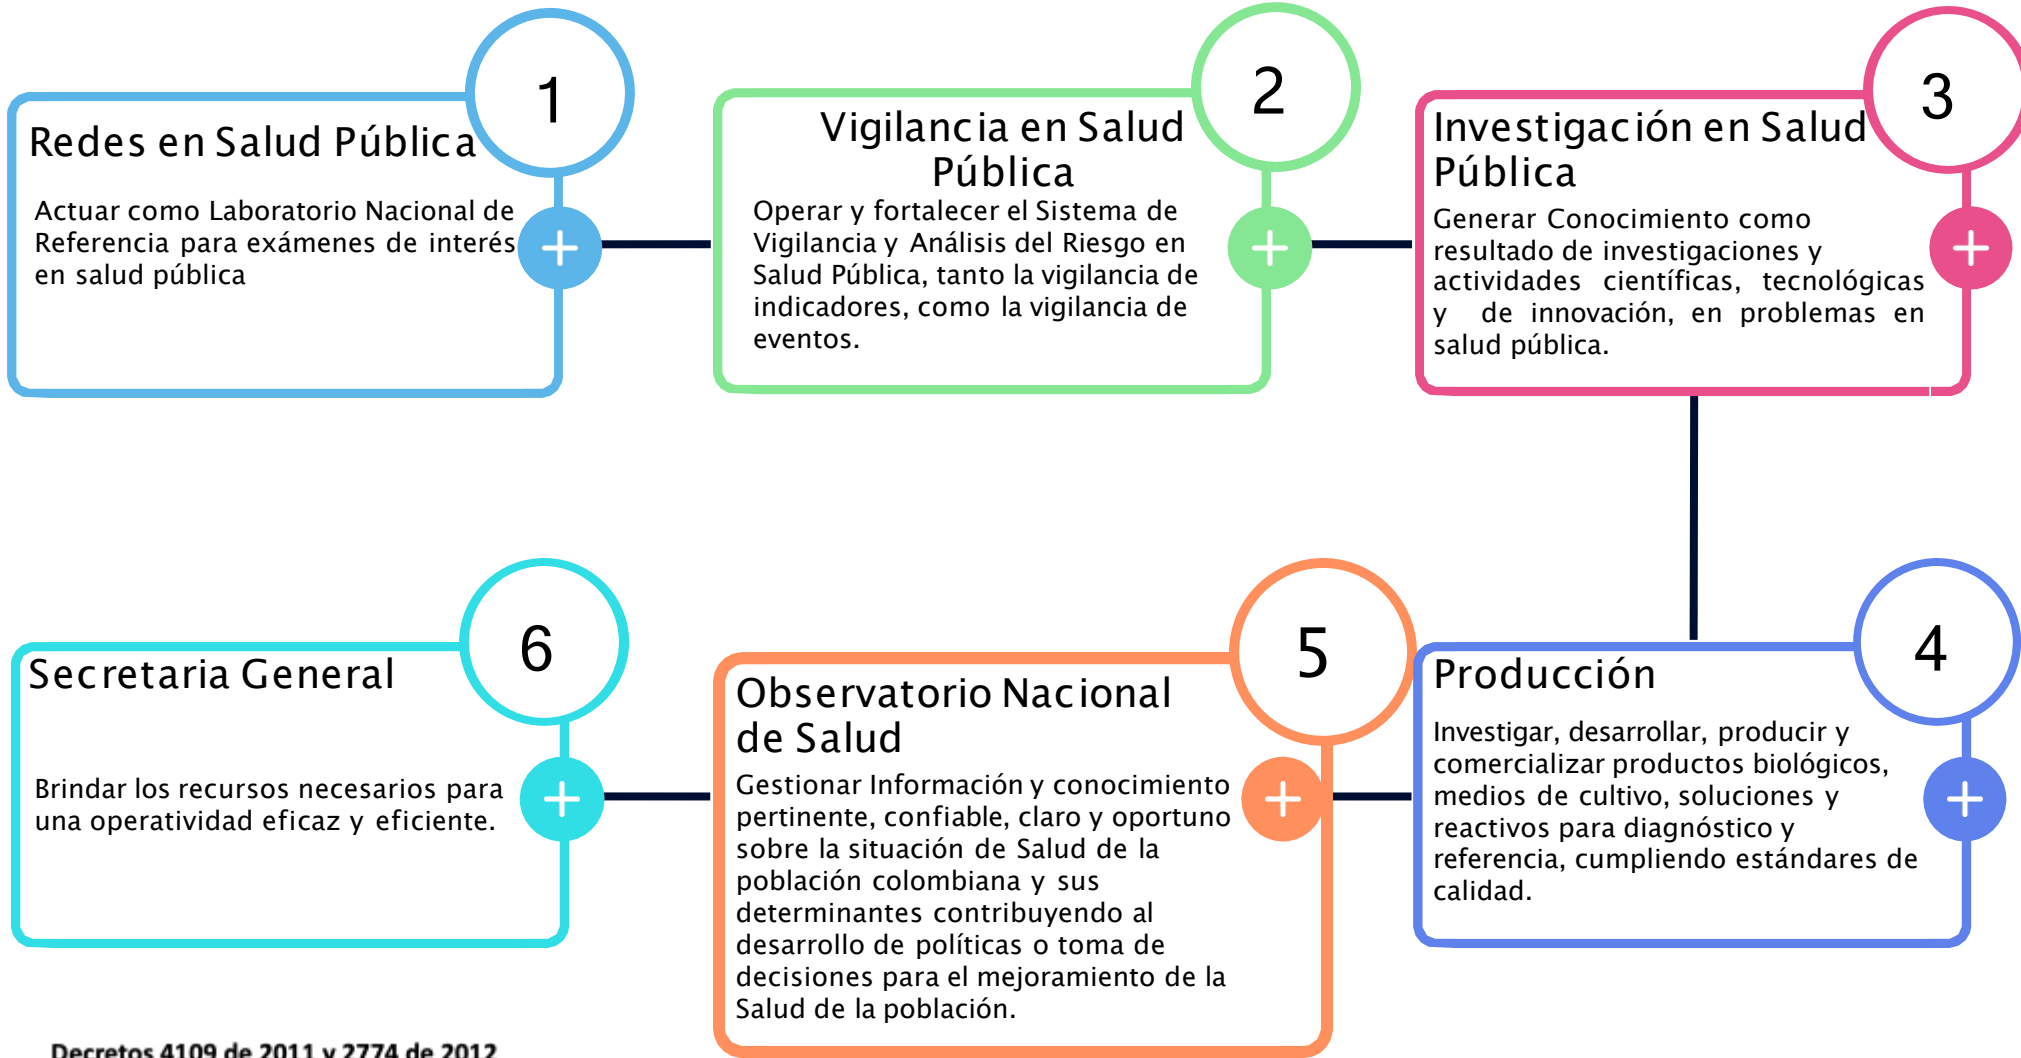 1
Redes en Salud Pública
Actuar como Laboratorio Nacional de
Referencia para exámenes de interés
en salud pública
2
Vigilancia en Salud
Pública
Operar y fortalecer el Sistema de
Vigilancia y Análisis del Riesgo en
Salud Pública, tanto la vigilancia de
indicadores, como la vigilancia de
eventos.
3
Investigación en Salud
Pública
Generar Conocimiento como
resultado de investigaciones y
actividades científicas, tecnológicas
y de innovación, en problemas en
salud pública.
4
Producción
Investigar, desarrollar, producir y
comercializar productos biológicos,
medios de cultivo, soluciones y
reactivos para diagnóstico y
referencia, cumpliendo estándares de
calidad.
5
Observatorio Nacional
de Salud
Gestionar Información y conocimiento
pertinente, confiable, claro y oportuno
sobre la situación de Salud de la
población colombiana y sus
determinantes contribuyendo al
desarrollo de políticas o toma de
decisiones para el mejoramiento de la
Salud de la población.
6
Secretaria General
Brindar los recursos necesarios para
una operatividad eficaz y eficiente.
Decretos 4109 de 2011 y 2774 de 2012